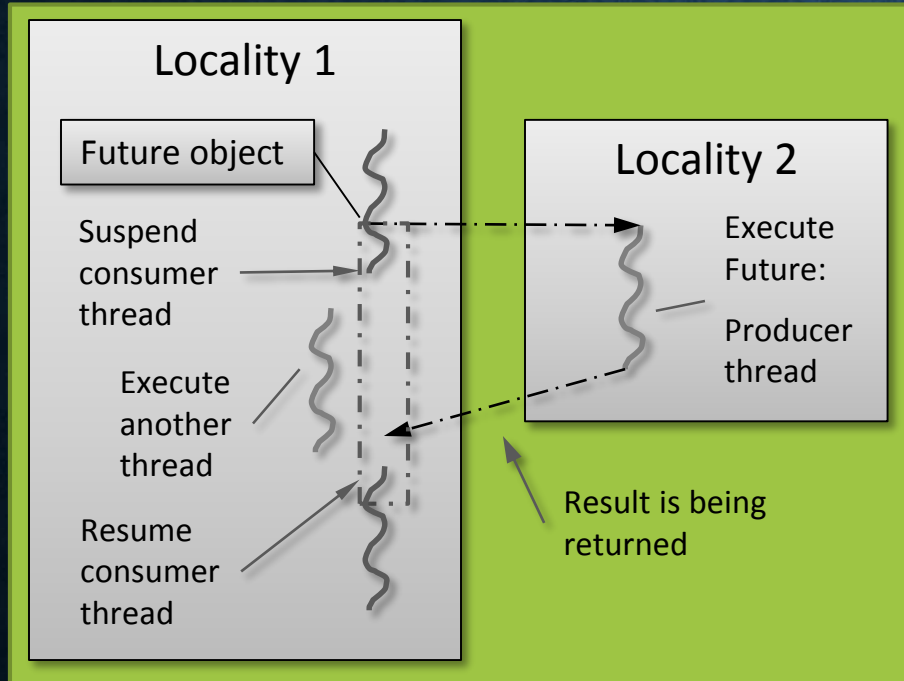 Locality 1
Future object
Suspend
consumer
thread
Execute
another
thread
Resume
consumer
thread
Locality 2
Execute
Future:
Producer
thread
Result is being
returned